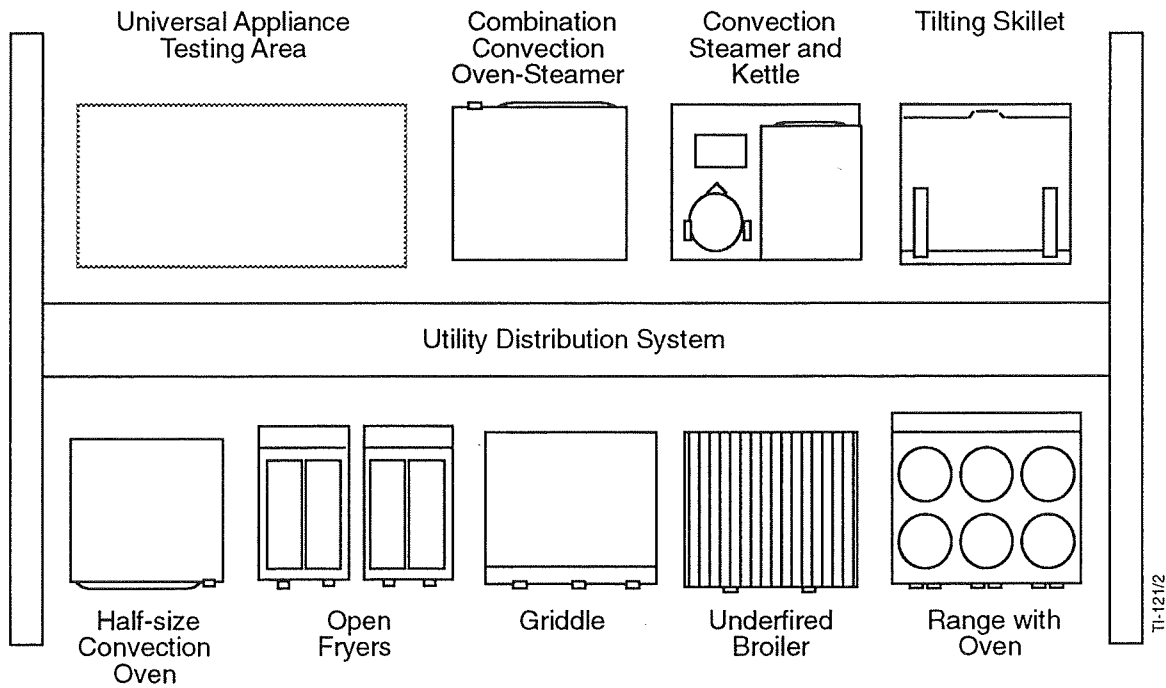 Universal Appliance
Testing Area
Combination
Convection
Oven-Steamer
Convection
Steamer and
Kettle
Tilting Skillet
Utility Distribution System
Half-size
Convection
Oven
Open
Fryers
Griddle
Underfired
Broiler
Range with
Oven
TI-121/2